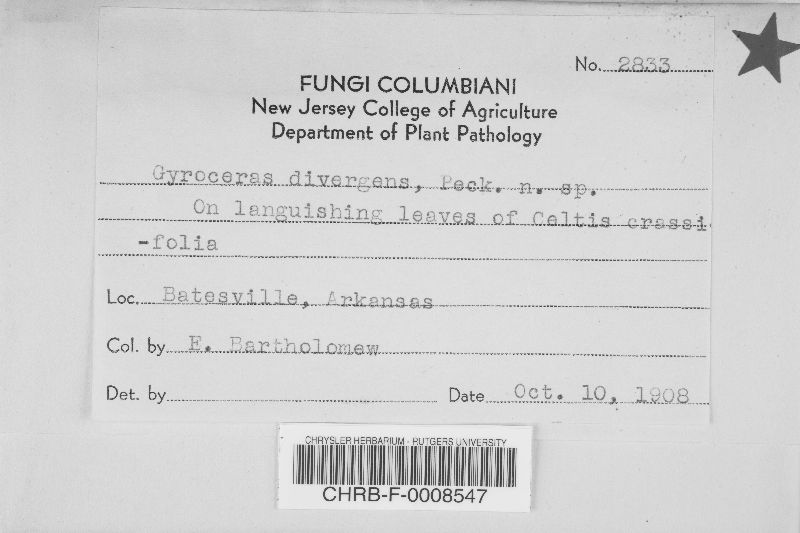 No. 2833
FUNGI COLUMBIANI
New Jersey College of Agriculture
Department of Plant Pathology
Gyroceras divergens, Peck. n. sp.
On languishing leaves of Celtis crassi
-folia
Loc. Batesville, Arkansas
Col. by E. Bartholomew
Det. by
Date Oct. 10, 1908
CHRYSLER HERBARIUM - RUTGERS UNIVERSITY
CHRB-F-0008547